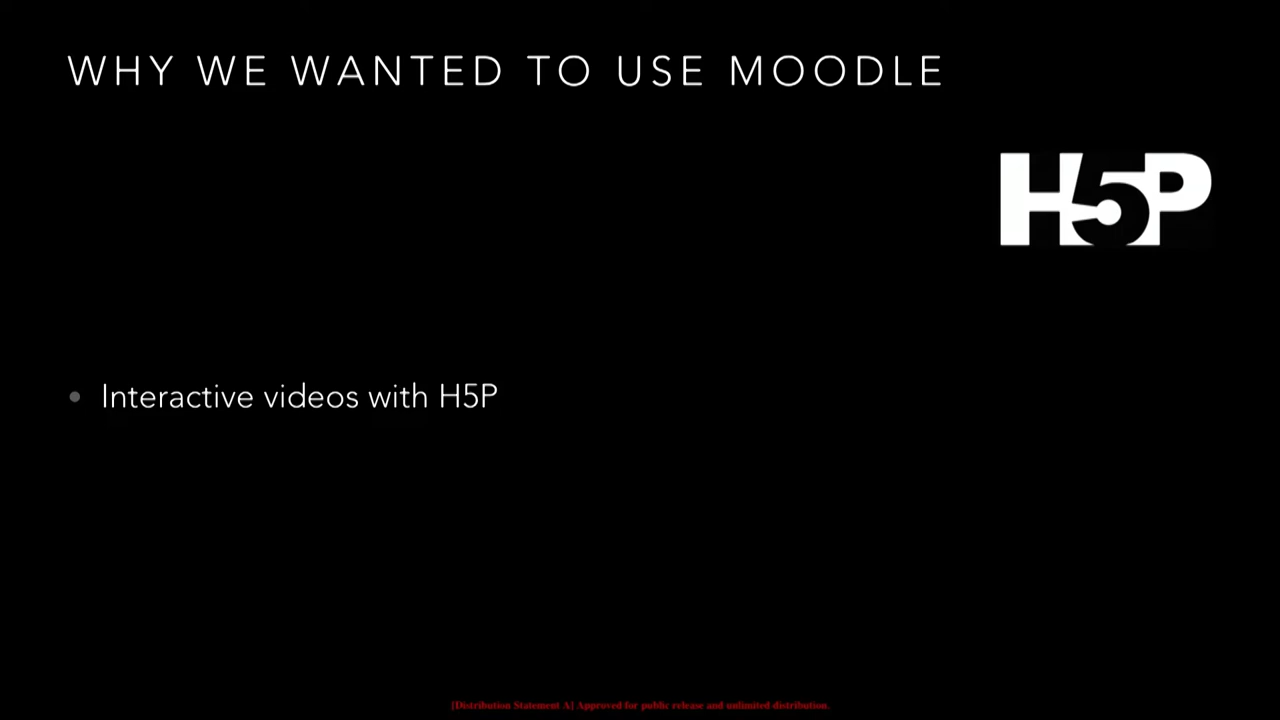 WHY WE WANTED TO USE MOODLE
H5P
• Interactive videos with H5P
[Distribution Statement A] Approved for public release and unlimited distribution.